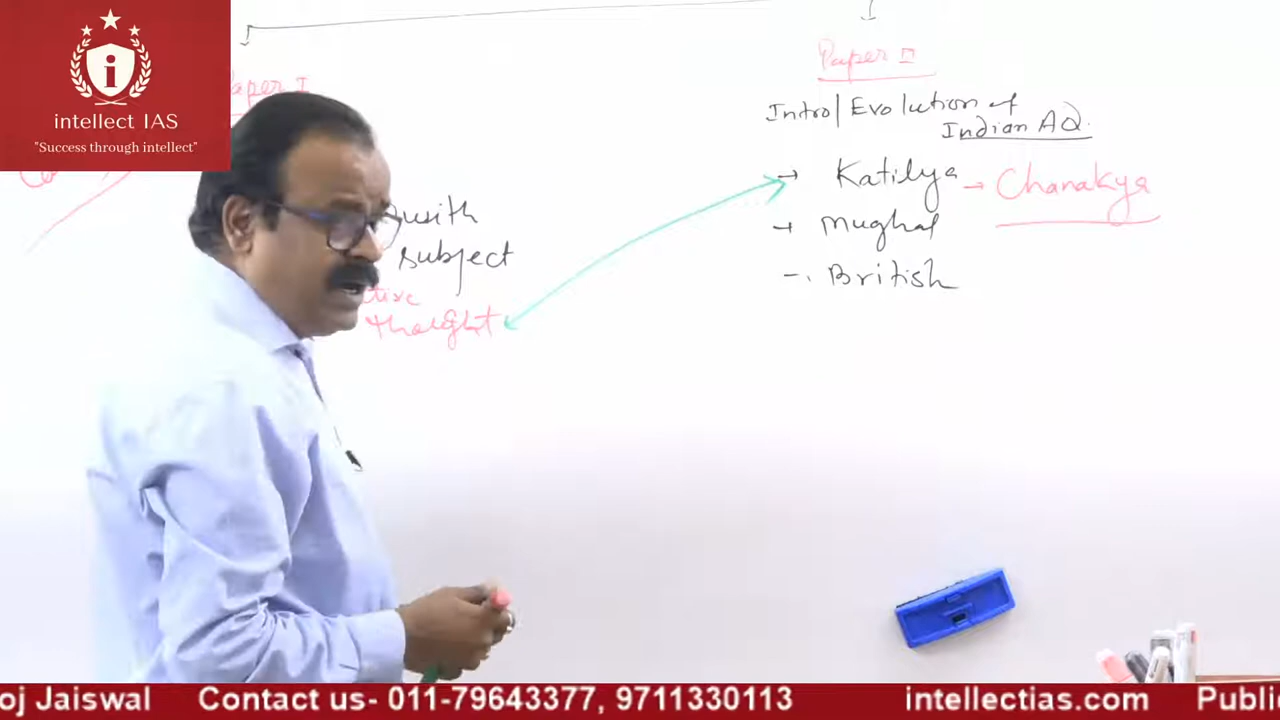 intellect IAS
"Success through intellect"
Paper I
with
subject
thought
Paper II
Intro/Evolution of
Indian AD.
→ Katilya → Chanakya
→ Mughal
→ British
oj Jaiswal Contact us- 011-79643377, 9711330113 intellectias.com Publi